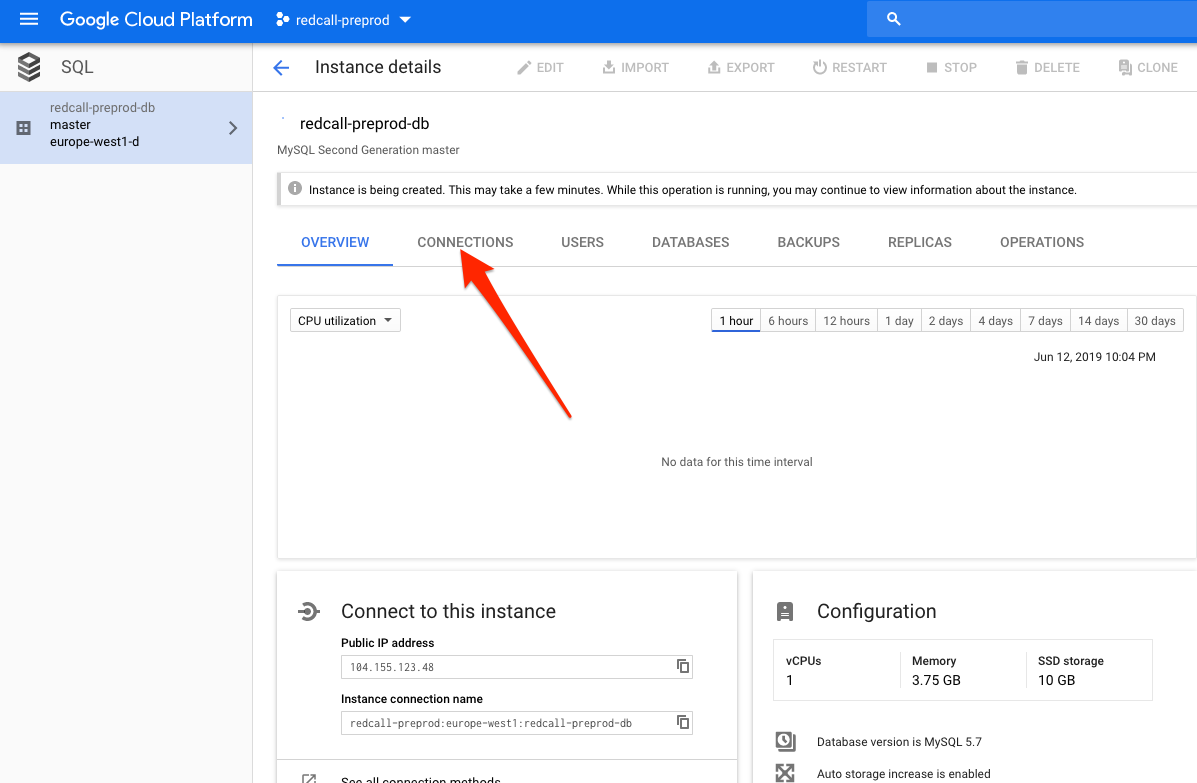 Google Cloud Platform
redcall-preprod
SQL
Instance details
EDIT
IMPORT
EXPORT
RESTART
STOP
DELETE
CLONE
redcall-preprod-db
master
europe-west1-d
redcall-preprod-db
MySQL Second Generation master
Instance is being created. This may take a few minutes. While this operation is running, you may continue to view information about the instance.
OVERVIEW
CONNECTIONS
USERS
DATABASES
BACKUPS
REPLICAS
OPERATIONS
CPU utilization
1 hour
6 hours
12 hours
1 day
2 days
4 days
7 days
14 days
30 days
Jun 12, 2019 10:04 PM
No data for this time interval
Connect to this instance
Public IP address
104.155.123.48
Instance connection name
redcall-preprod:europe-west1:redcall-preprod-db
See all connection methods
Configuration
vCPUs
1
Memory
3.75 GB
SSD storage
10 GB
Database version is MySQL 5.7
Auto storage increase is enabled